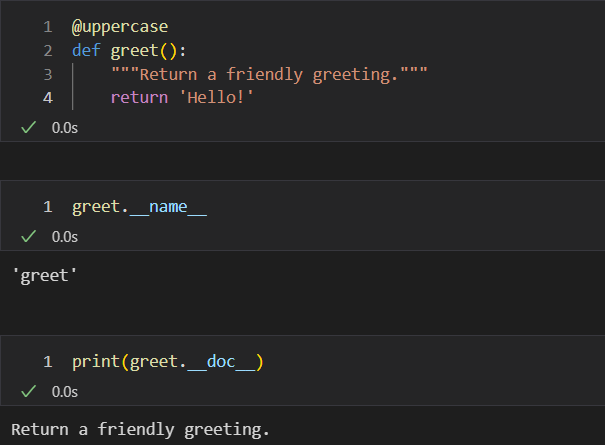 1 @uppercase
2 def greet():
3     """Return a friendly greeting."""
4     return 'Hello!'
0.0s
1 greet.__name__
0.0s
'greet'
1 print(greet.__doc__)
0.0s
Return a friendly greeting.